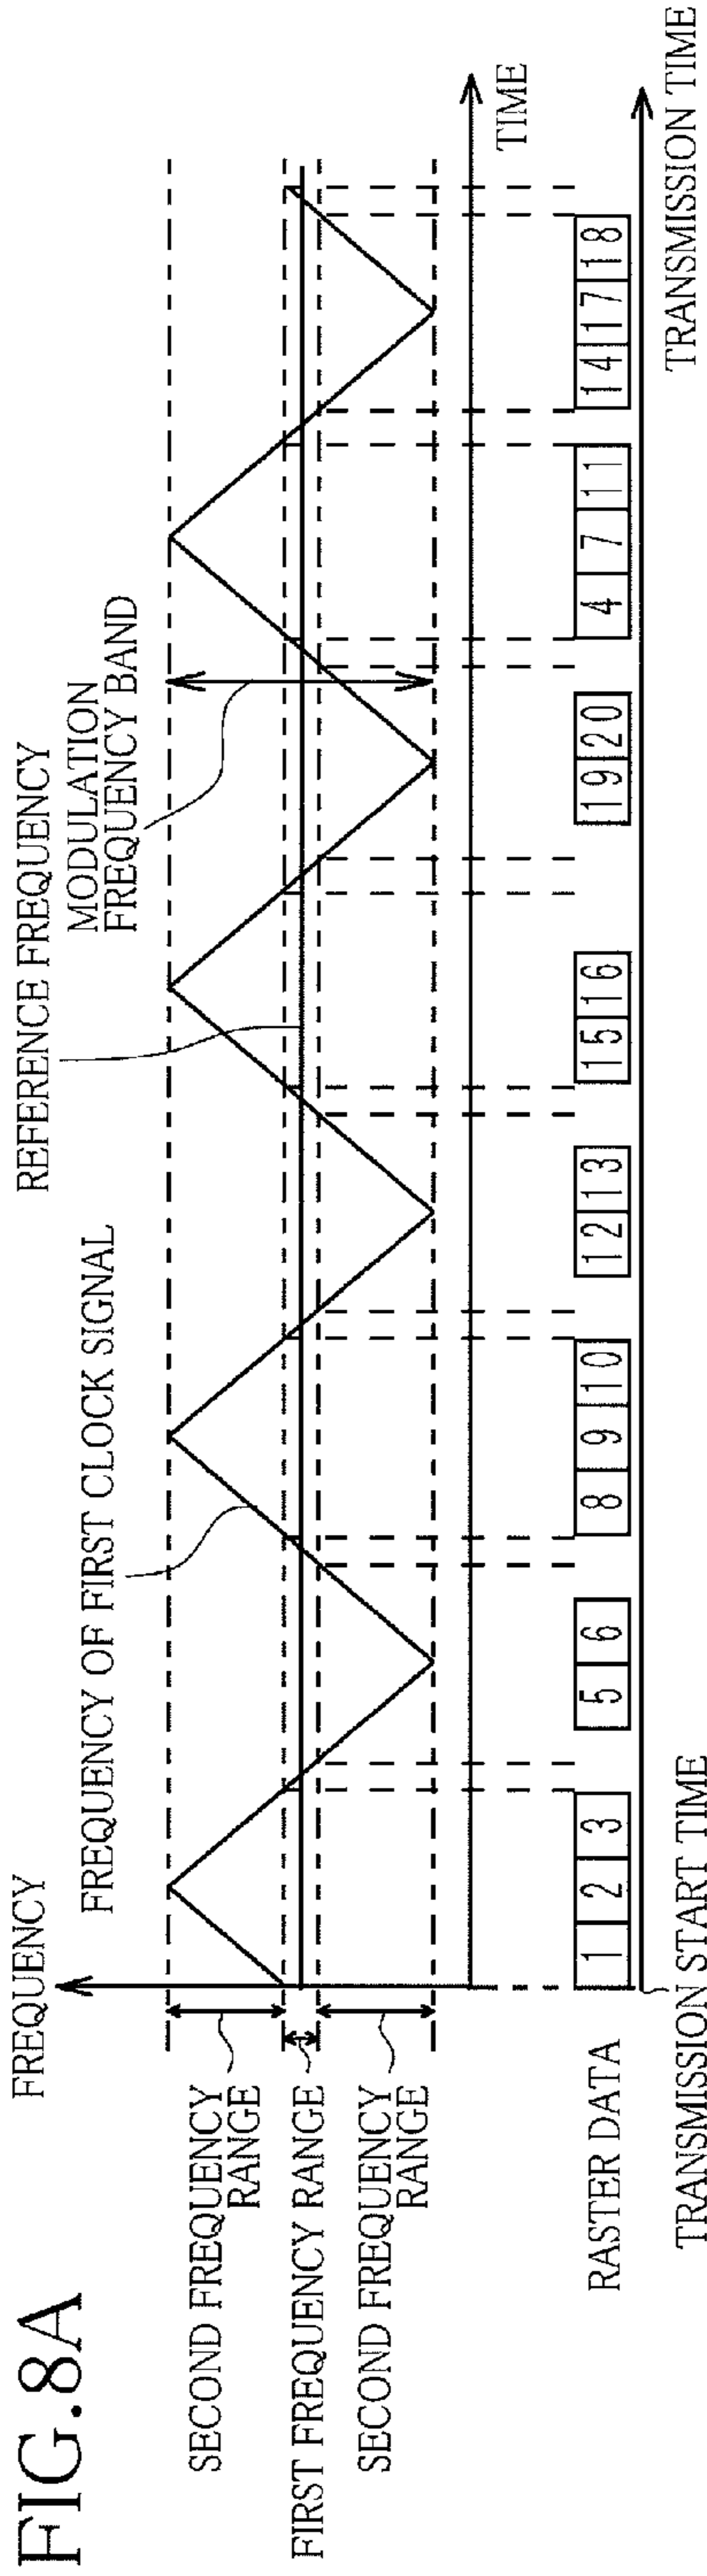 FIG.8A
FREQUENCY
REFERENCE FREQUENCY
MODULATION
FREQUENCY BAND
FREQUENCY OF FIRST CLOCK SIGNAL
SECOND FREQUENCY
RANGE
FIRST FREQUENCY RANGE
SECOND FREQUENCY
RANGE
TIME
RASTER DATA
1 2 3 5 6 8 9 10 12 13 15 16 19 20 4 7 11 14 17 18
TRANSMISSION START TIME
TRANSMISSION TIME